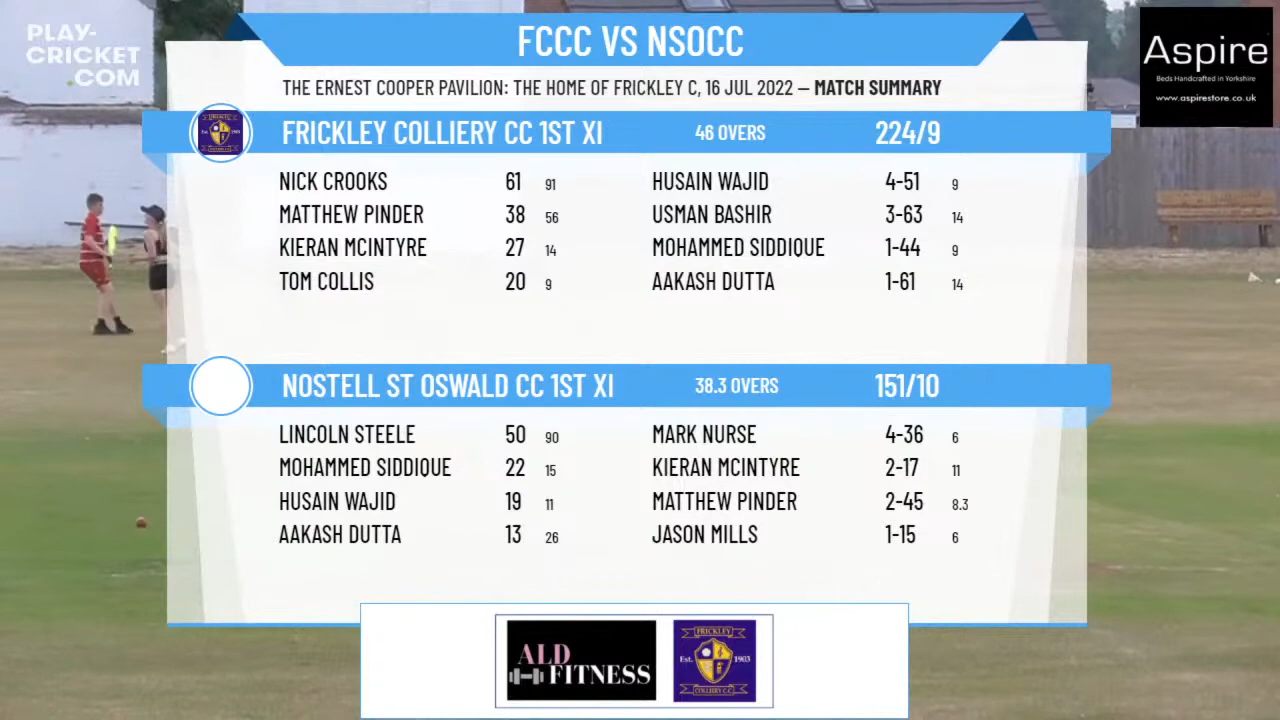 PLAY-
CRICKET
.COM
FCCC VS NSOCC
Aspire
Beds Handcrafted in Yorkshire
www.aspirestore.co.uk
THE ERNEST COOPER PAVILION: THE HOME OF FRICKLEY C, 16 JUL 2022 – MATCH SUMMARY
FRICKLEY COLLIERY CC 1ST XI 46 OVERS 224/9
NICK CROOKS 61 91 HUSAIN WAJID 4-51 9
MATTHEW PINDER 38 56 USMAN BASHIR 3-63 14
KIERAN MCINTYRE 27 14 MOHAMMED SIDDIQUE 1-44 9
TOM COLLIS 20 9 AAKASH DUTTA 1-61 14
NOSTELL ST OSWALD CC 1ST XI 38.3 OVERS 151/10
LINCOLN STEELE 50 90 MARK NURSE 4-36 6
MOHAMMED SIDDIQUE 22 15 KIERAN MCINTYRE 2-17 11
HUSAIN WAJID 19 11 MATTHEW PINDER 2-45 8.3
AAKASH DUTTA 13 26 JASON MILLS 1-15 6
ALD
FITNESS
FRICKLEY
Est. 1903
COLLIERY C.C.